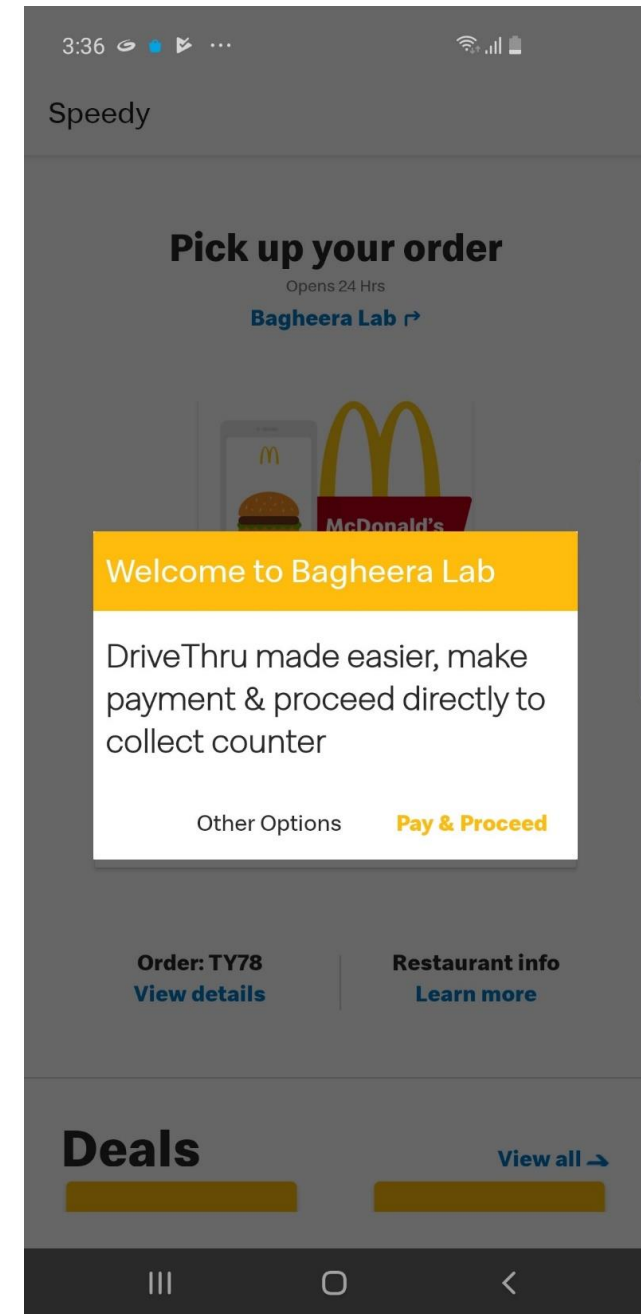 3:36
Speedy
Pick up your order
Opens 24 Hrs
Bagheera Lab
McDonald's
Welcome to Bagheera Lab
DriveThru made easier, make
payment & proceed directly to
collect counter
Other Options Pay & Proceed
Order: TY78 Restaurant info
View details Learn more
Deals View all